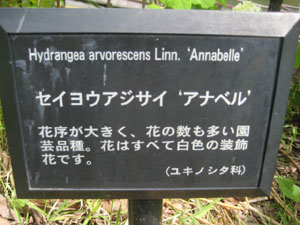 Hydrangea arvorescens Linn. ‘Annabelle’
セイヨウアジサイ ‘アナベル’
花序が大きく、花の数も多い園
芸品種。花はすべて白色の装飾
花です。
(ユキノシタ科)